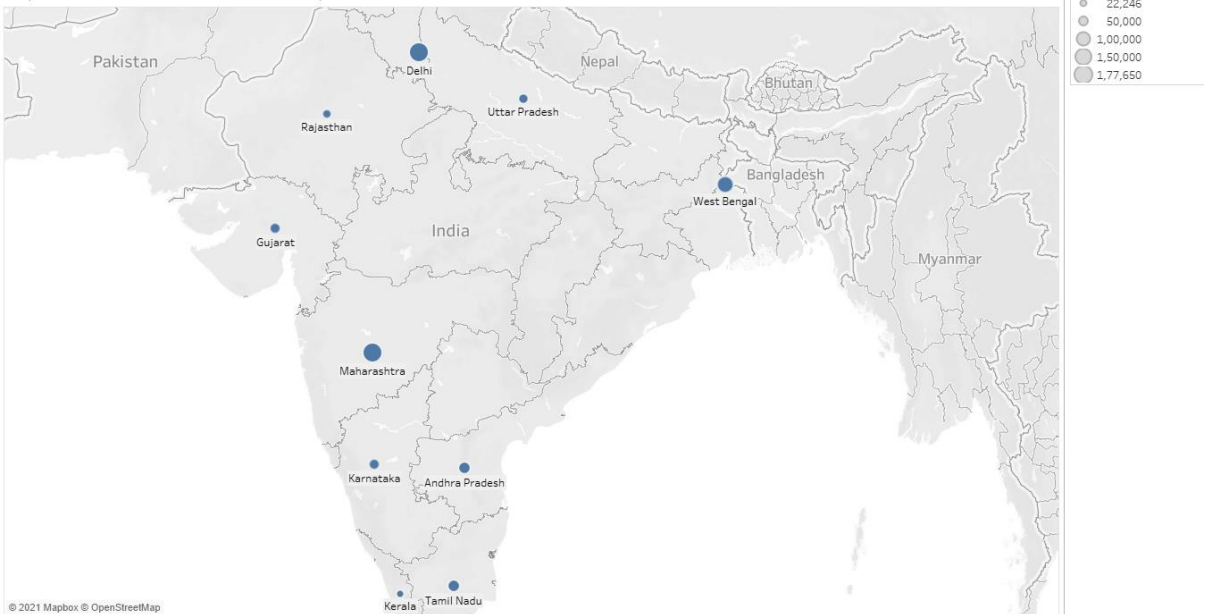 22,246
50,000
1,00,000
1,50,000
1,77,650
Pakistan
Delhi
Nepal
Bhutan
Rajasthan
Uttar Pradesh
Bangladesh
West Bengal
India
Gujarat
Myanmar
Maharashtra
Karnataka
Andhra Pradesh
Kerala
Tamil Nadu
© 2021 Mapbox © OpenStreetMap